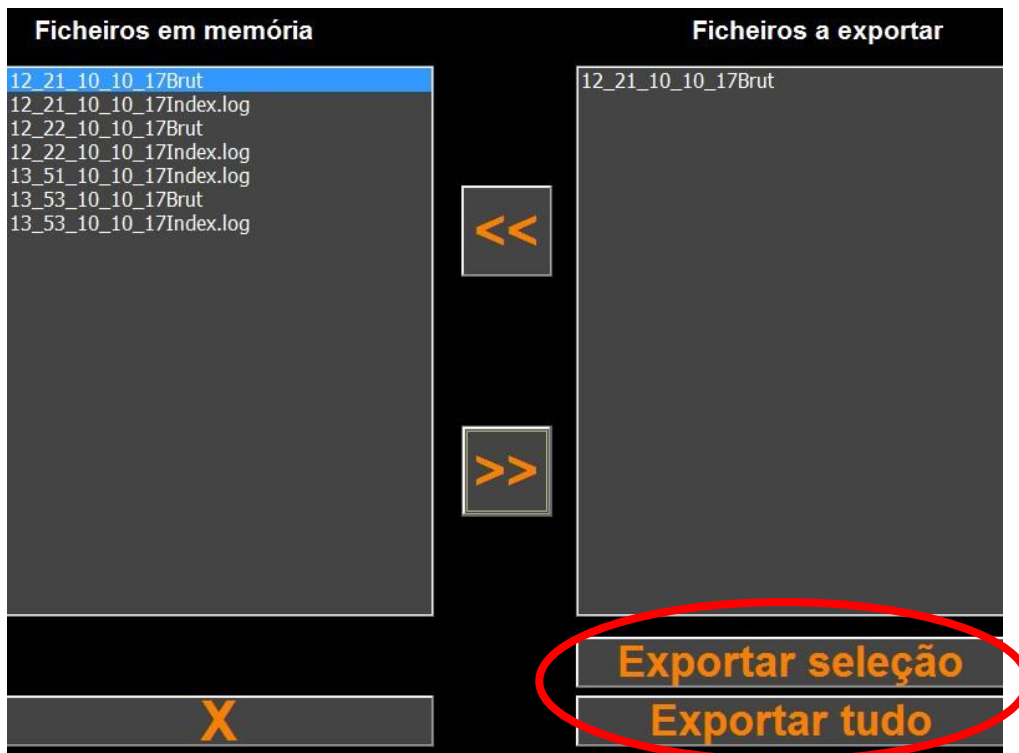 Ficheiros em memória
12_21_10_10_17Brut
12_21_10_10_17Index.log
12_22_10_10_17Brut
12_22_10_10_17Index.log
13_51_10_10_17Index.log
13_53_10_10_17Brut
13_53_10_10_17Index.log
<<
>>
X
Ficheiros a exportar
12_21_10_10_17Brut
Exportar seleção
Exportar tudo